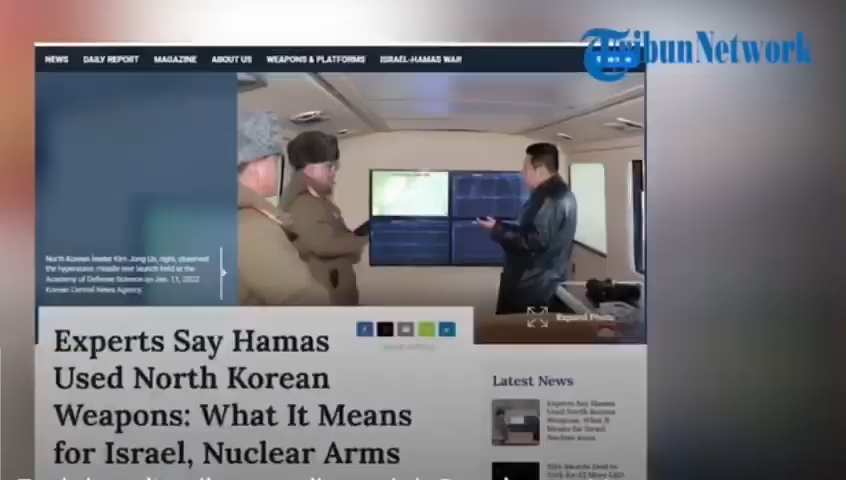 TribunNetwork
NEWS DAILY REPORT MAGAZINE ABOUT US WEAPONS & PLATFORMS ISRAEL-HAMAS WAR
North Korean leader Kim Jong Un, right, observed
the hypersonic missile test launch held at the
Academy of Defense Science on Jan. 11, 2022
Korean Central News Agency
Expand Photo
Experts Say Hamas
Used North Korean
Weapons: What It Means
for Israel, Nuclear Arms
Latest News
Experts Say Hamas
Used North Korean
Weapons: What It
Means for Israel,
Nuclear Arms